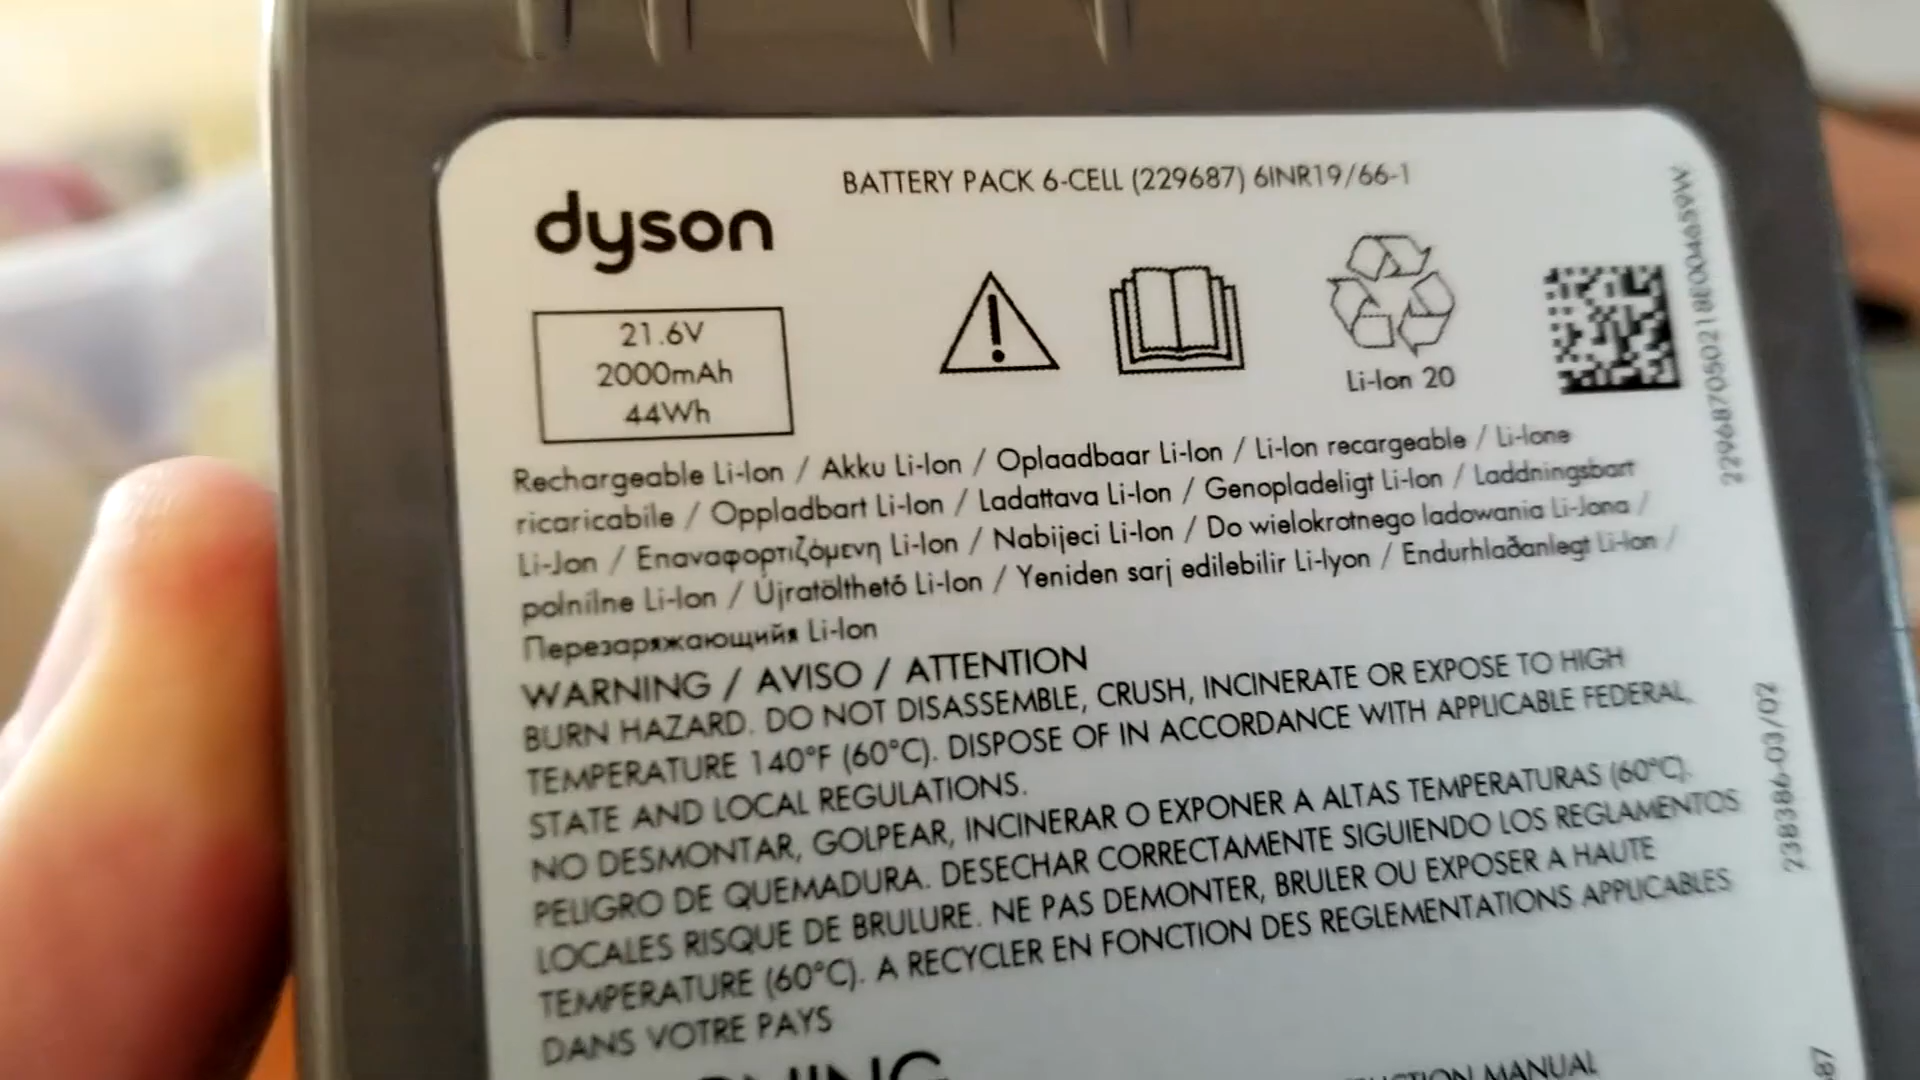 BATTERY PACK 6-CELL (229687) 6INR19/66-1
dyson
21.6V
2000mAh
44Wh
Li-Ion 20
Rechargeable Li-Ion / Akku Li-Ion / Oplaadbaar Li-Ion / Li-Ion recargeable / Li-Ione
ricaricabile / Oppladbart Li-Ion / Ladattava Li-Ion / Genopladeligt Li-Ion / Laddningsbart
Li-Jon / Επαναφορτιζόμενη Li-Ion / Nabijeci Li-Ion / Do wielokrotnego ladowania Li-Jona /
polnilne Li-Ion / Újratölthető Li-Ion / Yeniden sarj edilebilir Li-Iyon / Endurhlaðanlegt Li-Ion /
Перезаряжающийя Li-Ion
WARNING / AVISO / ATTENTION
BURN HAZARD. DO NOT DISASSEMBLE, CRUSH, INCINERATE OR EXPOSE TO HIGH
TEMPERATURE 140°F (60°C). DISPOSE OF IN ACCORDANCE WITH APPLICABLE FEDERAL,
STATE AND LOCAL REGULATIONS.
NO DESMONTAR, GOLPEAR, INCINERAR O EXPONER A ALTAS TEMPERATURAS (60°C).
PELIGRO DE QUEMADURA. DESECHAR CORRECTAMENTE SIGUIENDO LOS REGLAMENTOS
LOCALES RISQUE DE BRULURE. NE PAS DEMONTER, BRULER OU EXPOSER A HAUTE
TEMPERATURE (60°C). A RECYCLER EN FONCTION DES REGLEMENTATIONS APPLICABLES
DANS VOTRE PAYS
MANUAL
238386-03/02